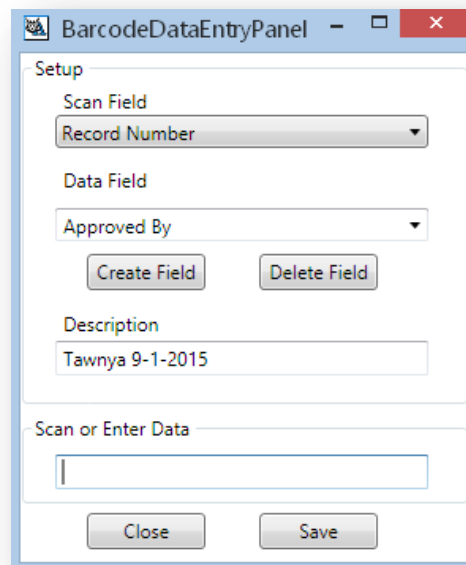 BarcodeDataEntryPanel
Setup
Scan Field
Record Number
Data Field
Approved By
Create Field Delete Field
Description
Tawnya 9-1-2015
Scan or Enter Data
Close Save